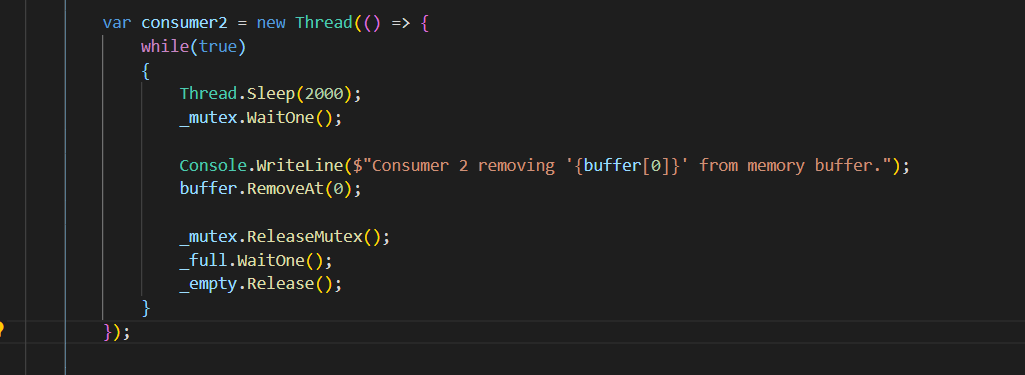 var consumer2 = new Thread(() => {
while(true)
{
Thread.Sleep(2000);
_mutex.WaitOne();
Console.WriteLine($"Consumer 2 removing '{buffer[0]}' from memory buffer.");
buffer.RemoveAt(0);
_mutex.ReleaseMutex();
_full.WaitOne();
_empty.Release();
}
});